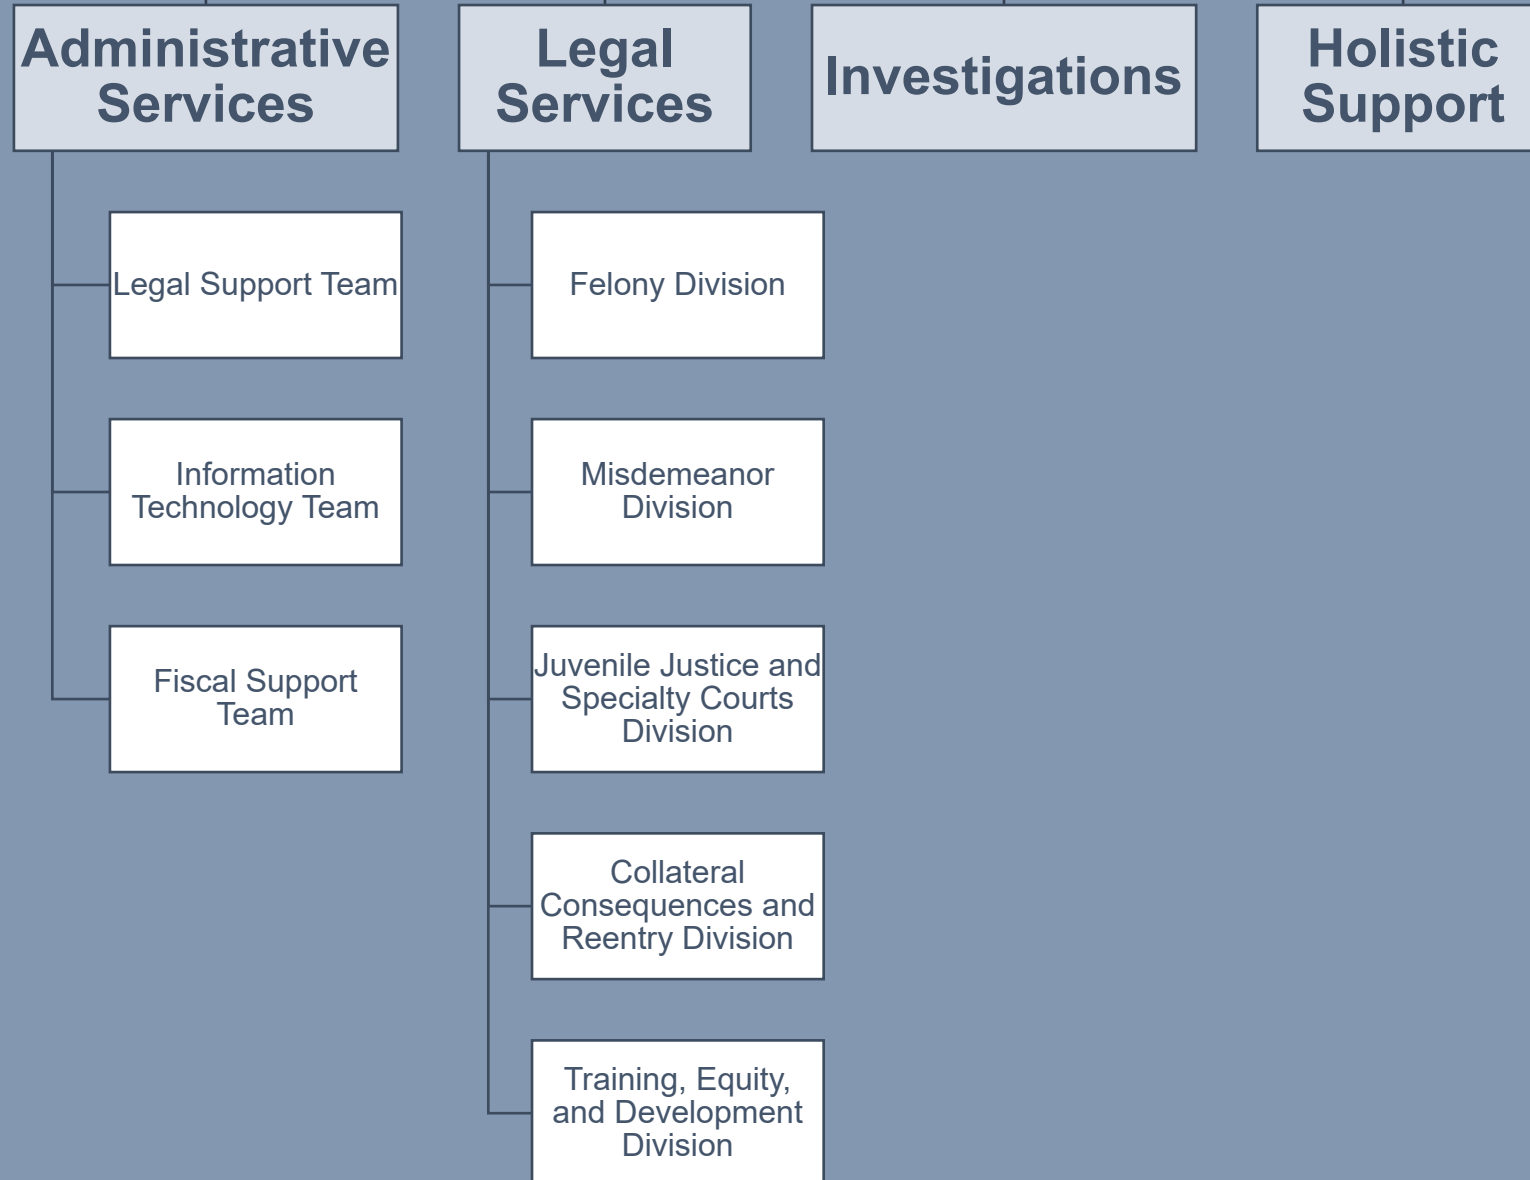 Administrative
Services
Legal
Services
Investigations
Holistic
Support
Legal Support Team
Information
Technology Team
Fiscal Support
Team
Felony Division
Misdemeanor
Division
Juvenile Justice and
Specialty Courts
Division
Collateral
Consequences and
Reentry Division
Training, Equity,
and Development
Division